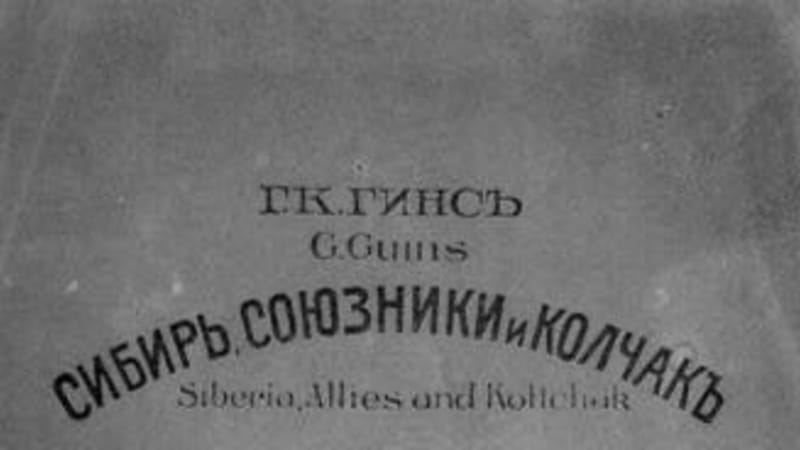 Г.К.ГИНСЪ
G.Guins
СИБИРЬ, СОЮЗНИКИ и КОЛЧАКЪ
Siberia, Allies and Koltchak